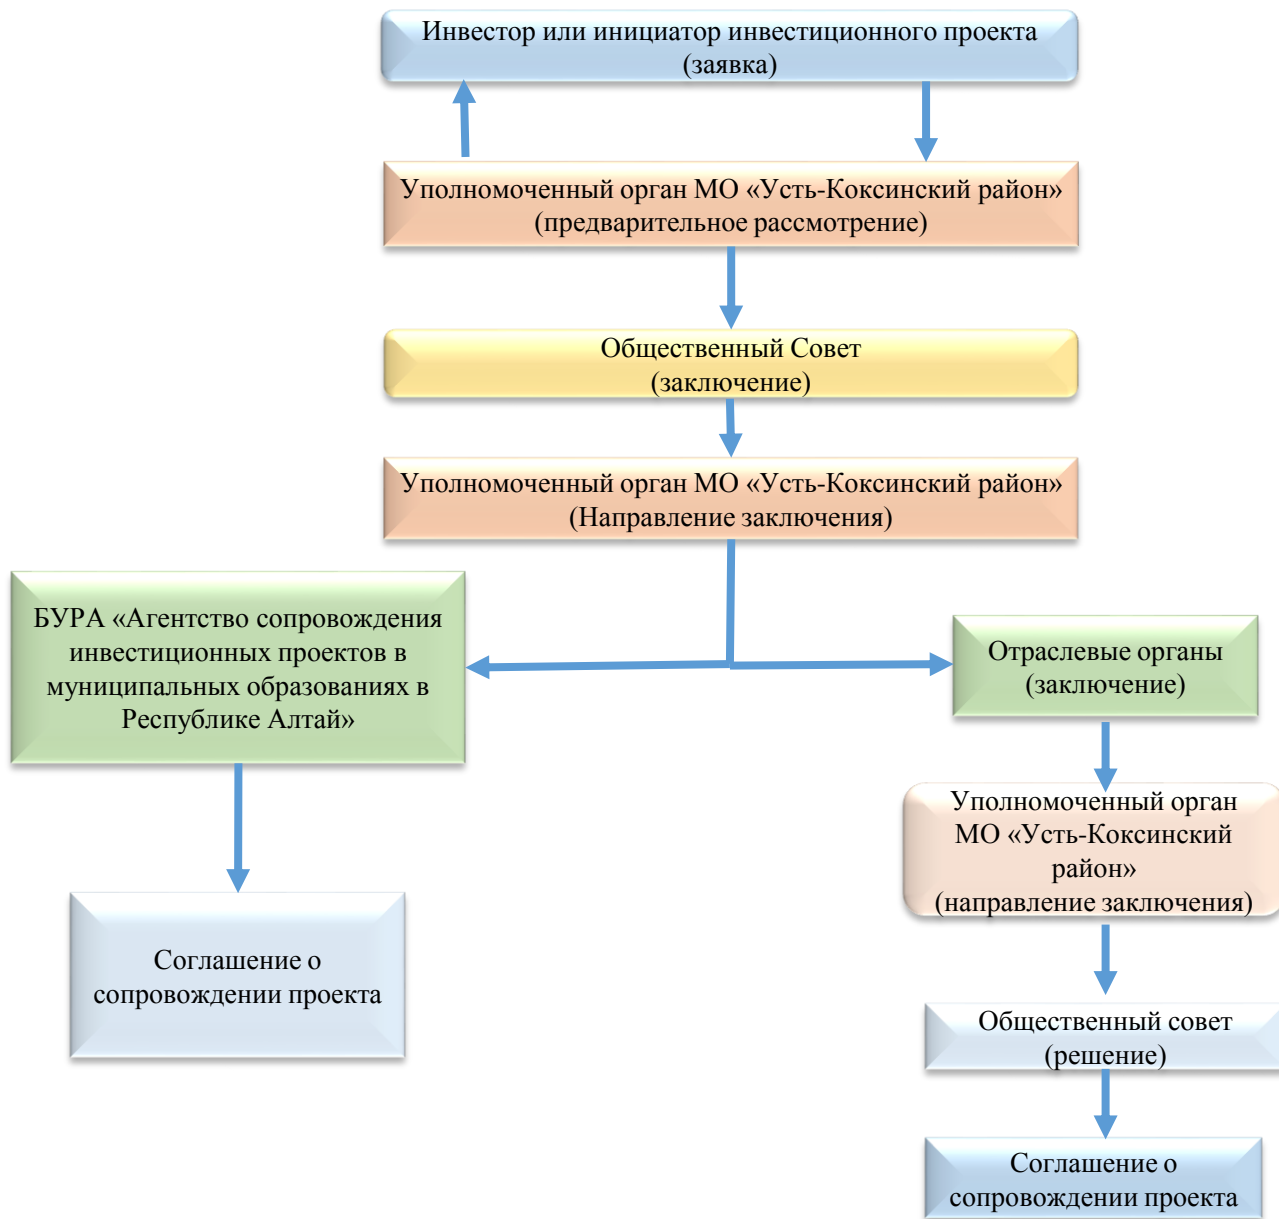 Инвестор или инициатор инвестиционного проекта
(заявка)
Уполномоченный орган МО «Усть-Коксинский район»
(предварительное рассмотрение)
Общественный Совет
(заключение)
Уполномоченный орган МО «Усть-Коксинский район»
(Направление заключения)
БУРА «Агентство сопровождения
инвестиционных проектов в
муниципальных образованиях в
Республике Алтай»
Соглашение о
сопровождении проекта
Отраслевые органы
(заключение)
Уполномоченный орган
МО «Усть-Коксинский
район»
(направление заключения)
Общественный совет
(решение)
Соглашение о
сопровождении проекта